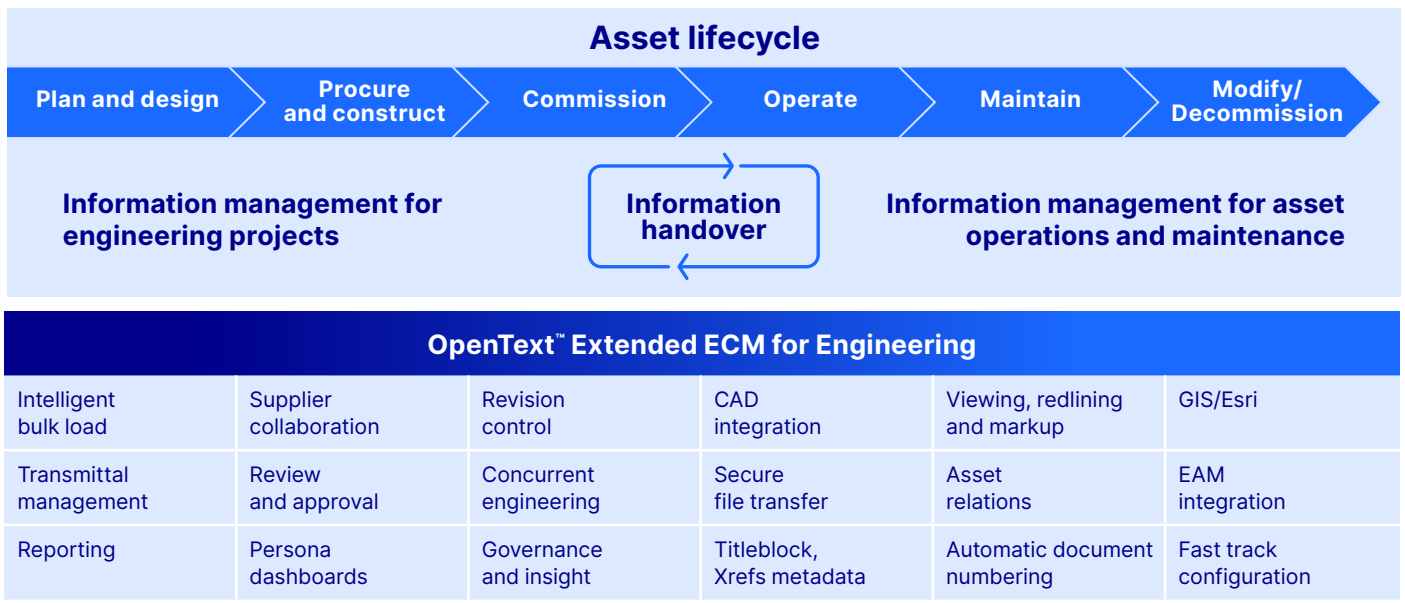 Asset lifecycle
Plan and design
Procure
and construct
Commission
Operate
Maintain
Modify/
Decommission
Information management for
engineering projects
Information
handover
Information management for asset
operations and maintenance
OpenText™ Extended ECM for Engineering
Intelligent
bulk load
Supplier
collaboration
Revision
control
CAD
integration
Viewing, redlining
and markup
GIS/Esri
Transmittal
management
Review
and approval
Concurrent
engineering
Secure
file transfer
Asset
relations
EAM
integration
Reporting
Persona
dashboards
Governance
and insight
Titleblock,
Xrefs metadata
Automatic document
numbering
Fast track
configuration